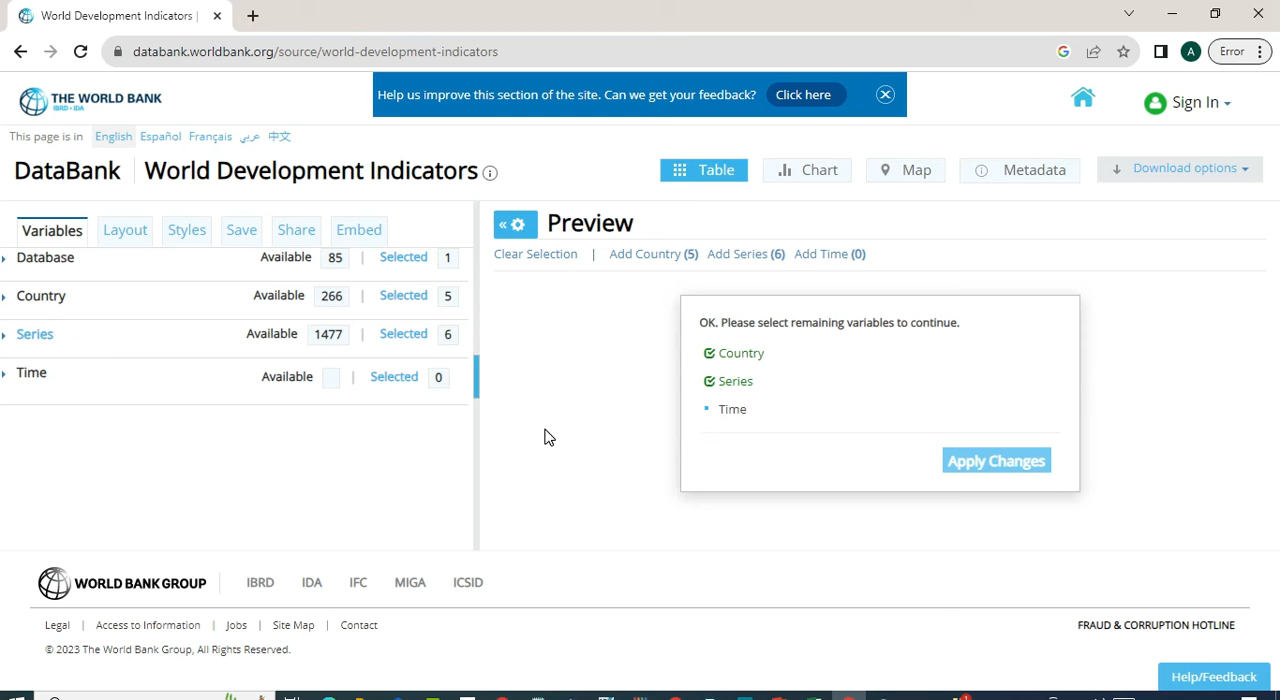 World Development Indicators |
databank.worldbank.org/source/world-development-indicators
A
Error
THE WORLD BANK
IBRD • IDA
Help us improve this section of the site. Can we get your feedback? Click here
Sign In
This page is in English Español Français عربي 中文
DataBank World Development Indicators
Table Chart Map Metadata Download options
Variables Layout Styles Save Share Embed
Preview
Clear Selection | Add Country (5) Add Series (6) Add Time (0)
Database Available 85 | Selected 1
Country Available 266 | Selected 5
Series Available 1477 | Selected 6
Time Available | Selected 0
OK. Please select remaining variables to continue.
Country
Series
Time
Apply Changes
WORLD BANK GROUP IBRD IDA IFC MIGA ICSID
Legal | Access to Information | Jobs | Site Map | Contact
FRAUD & CORRUPTION HOTLINE
© 2023 The World Bank Group, All Rights Reserved.
Help/Feedback